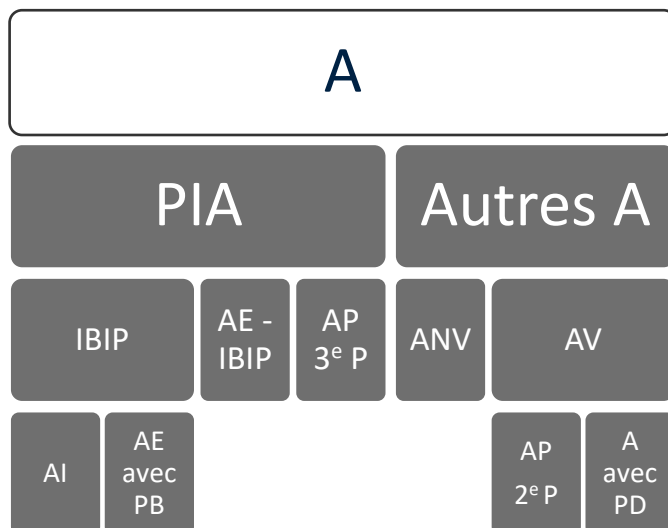 A
PIA
Autres A
IBIP
AE -
IBIP
AP
3e P
ANV
AV
AI
AE
avec
PB
AP
2e P
A
avec
PD